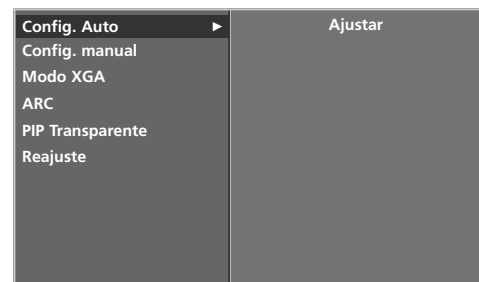 Config. Auto ► Ajustar
Config. manual
Modo XGA
ARC
PIP Transparente
Reajuste